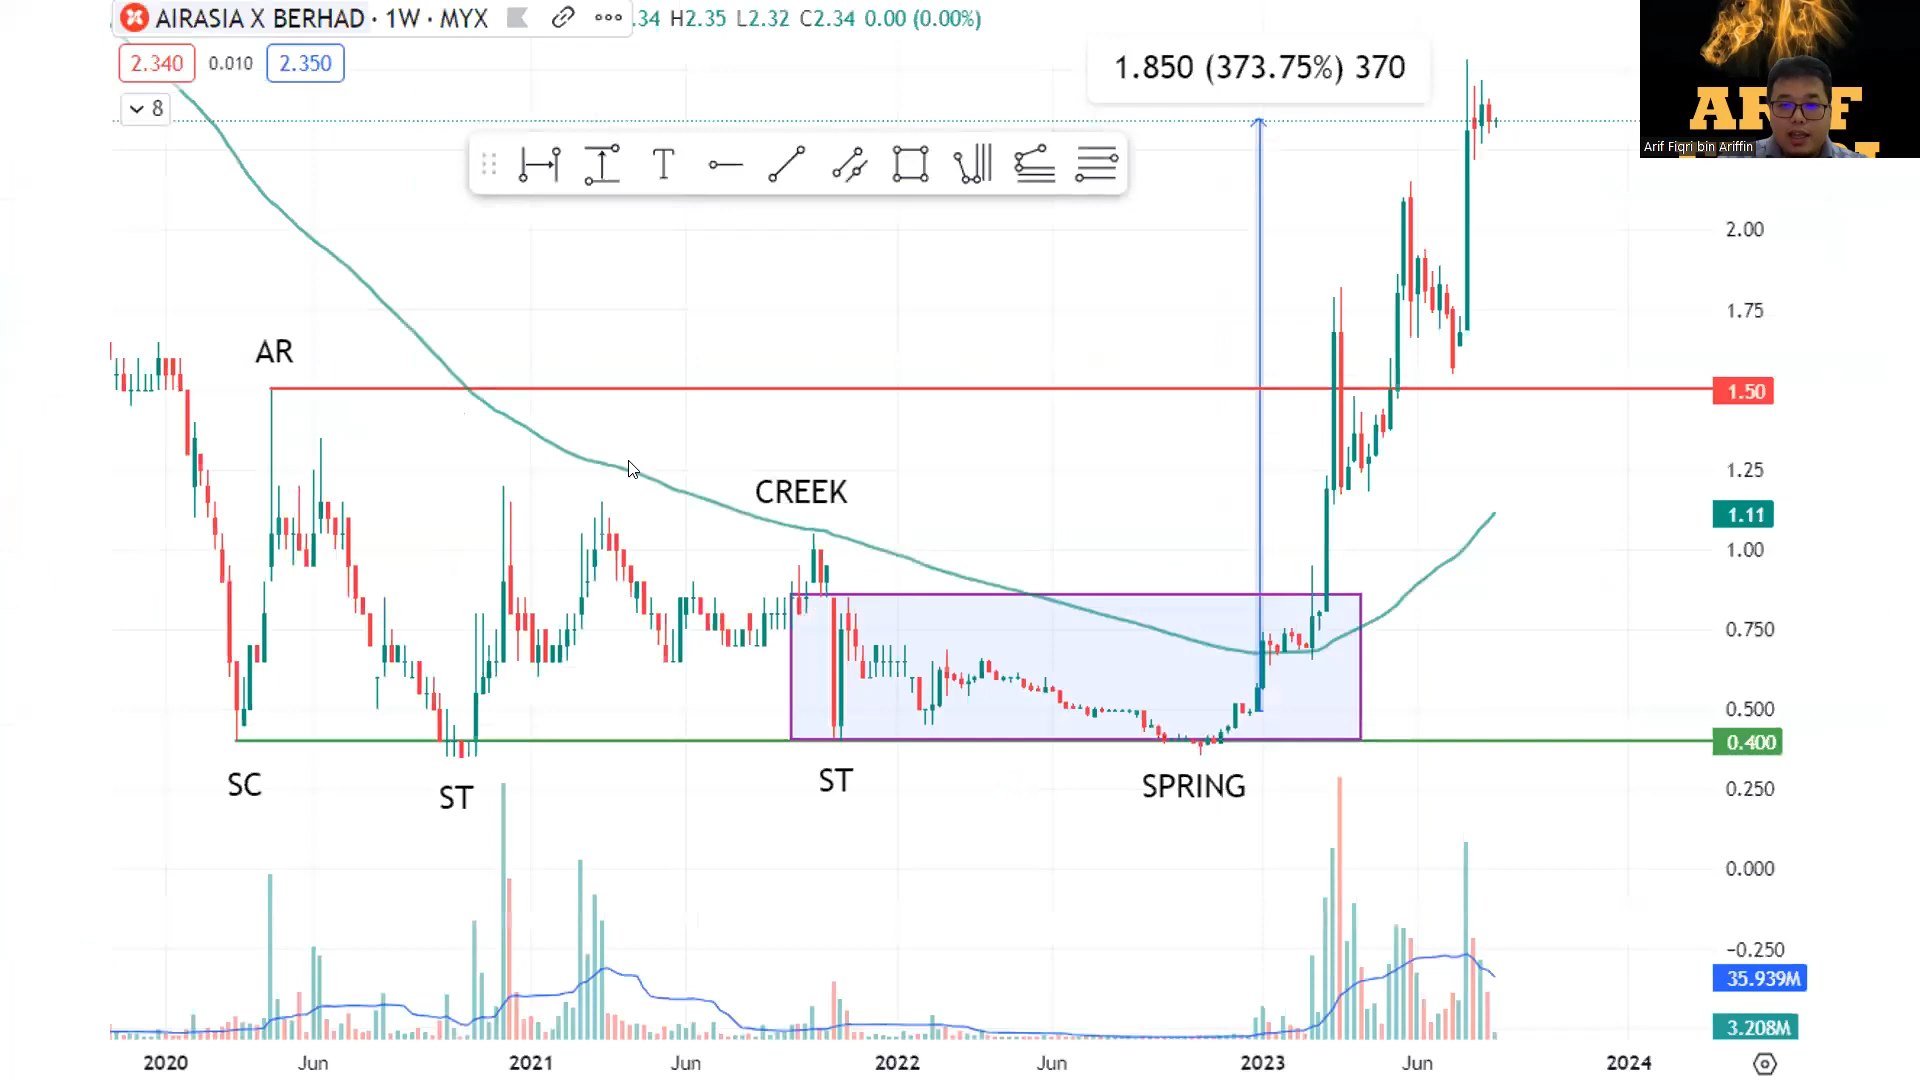 AIRASIA X BERHAD · 1W · MYX
.34 H2.35 L2.32 C2.34 0.00 (0.00%)
2.340 0.010 2.350
8
1.850 (373.75%) 370
T
Arif Fiqri bin Ariffin
2.00
1.75
AR
1.50
1.25
CREEK
1.11
1.00
0.750
0.500
0.400
SC
ST
ST
SPRING
0.250
0.000
−0.250
35.939M
3.208M
2020 Jun 2021 Jun 2022 Jun 2023 Jun 2024